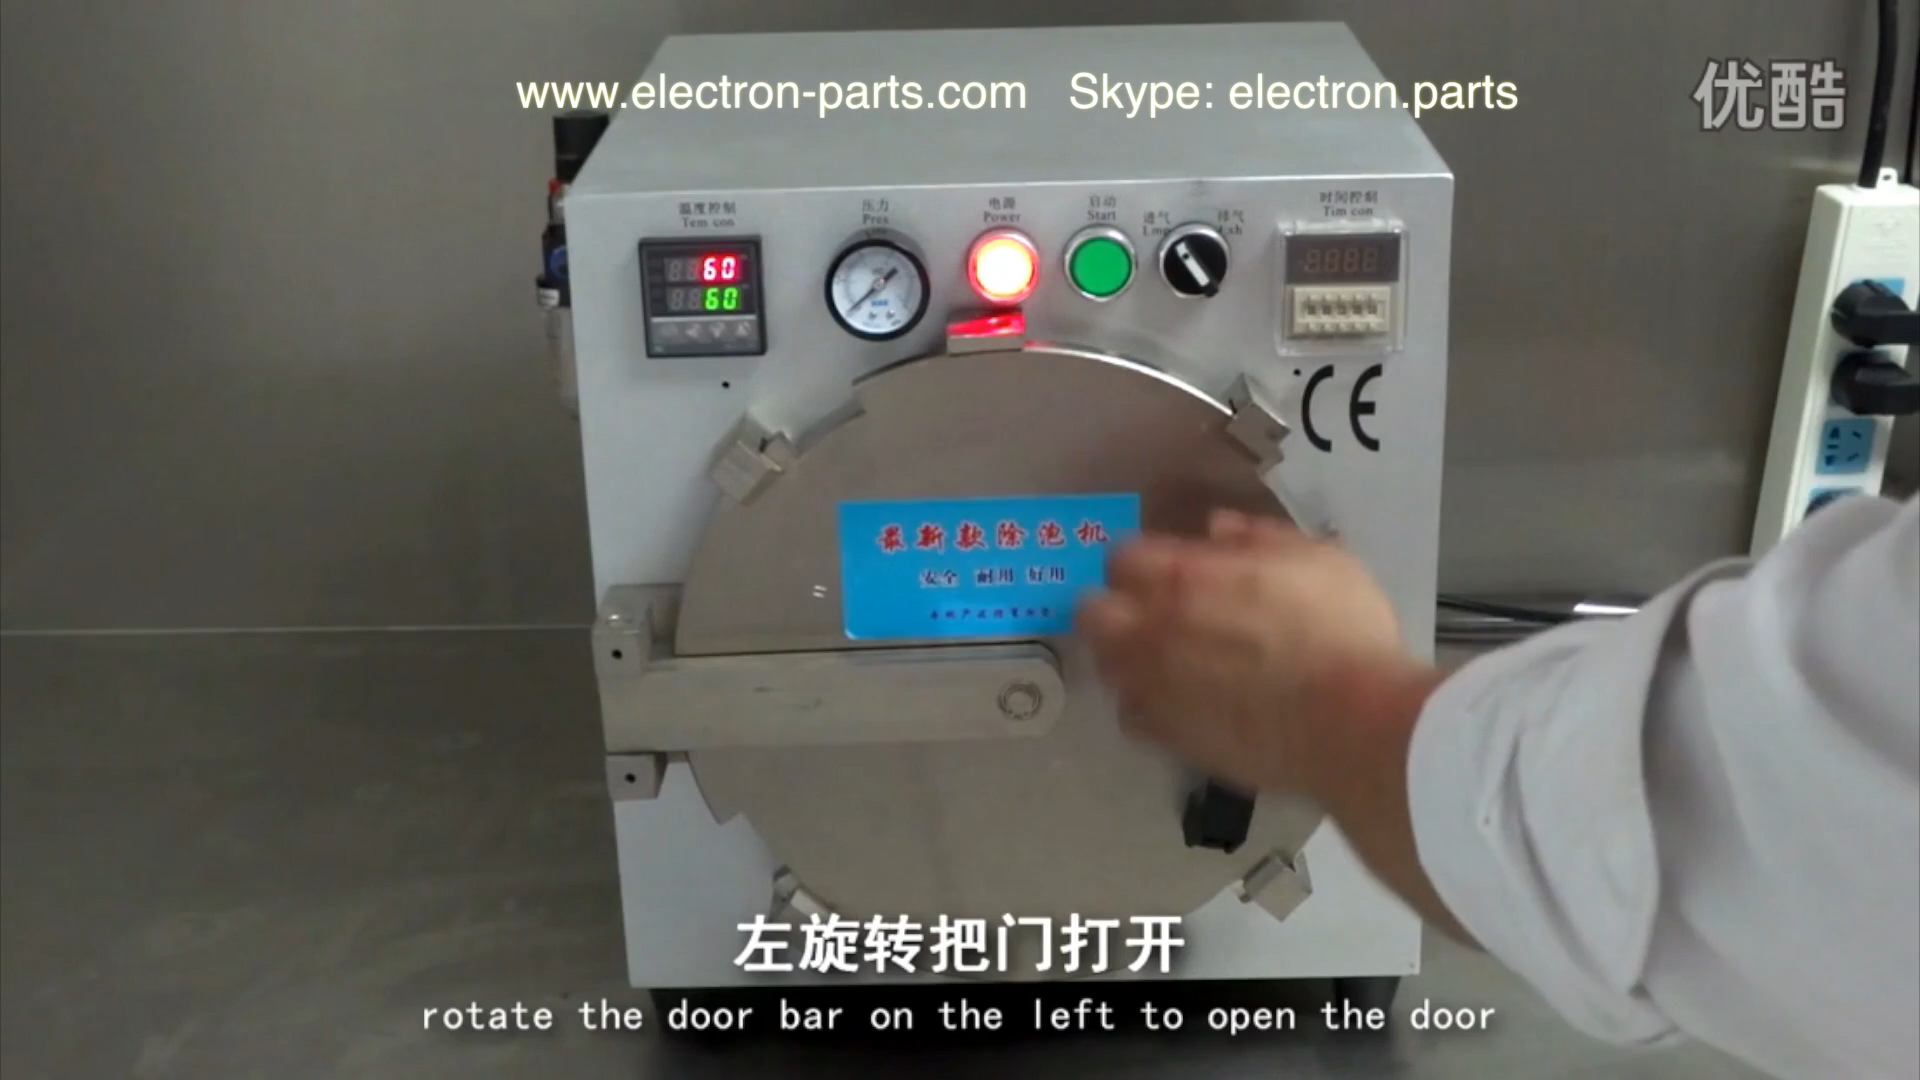 www.electron-parts.com Skype: electron.parts
优酷
温度控制
Tem con
压力
Pres
电源
Power
启动
Start
进气
排气
Exh
时间控制
Tim con
60
60
CE
最新款除泡机
安全 耐用 好用
左旋转把门打开
rotate the door bar on the left to open the door